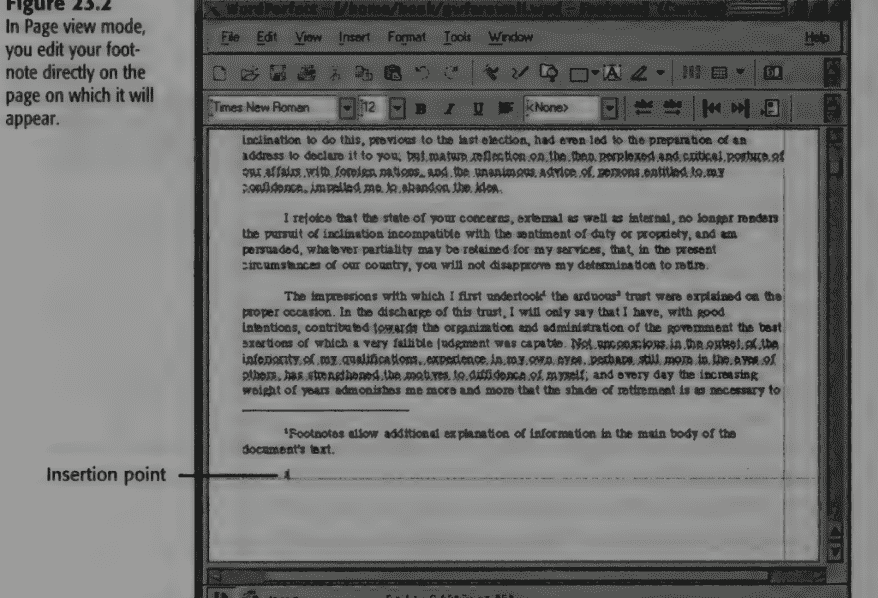 Figure 23.2
In Page view mode,
you edit your foot-
note directly on the
page on which it will
appear.
File Edit View Insert Format Tools Window Help
Times New Roman 12 B I U <None> abc abc
inclination to do this, previous to the last election, had even led to the preparation of an
address to declare it to you; but mature reflection on the then perplexed and critical posture of
our affairs with foreign nations, and the unanimous advice of persons entitled to my
confidence, impelled me to abandon the idea.
I rejoice that the state of your concerns, external as well as internal, no longer renders
the pursuit of inclination incompatible with the sentiment of duty or propriety, and am
persuaded, whatever partiality may be retained for my services, that, in the present
circumstances of our country, you will not disapprove my determination to retire.
The impressions with which I first undertook¹ the arduous² trust were explained on the
proper occasion. In the discharge of this trust, I will only say that I have, with good
intentions, contributed towards the organization and administration of the government the best
exertions of which a very fallible judgment was capable. Not unconscious in the outset of the
inferiority of my qualifications, experience in my own eyes, perhaps still more in the eyes of
others, has strengthened the motives to diffidence of myself; and every day the increasing
weight of years admonishes me more and more that the shade of retirement is as necessary to
¹Footnotes allow additional explanation of information in the main body of the
document's text.
Insertion point